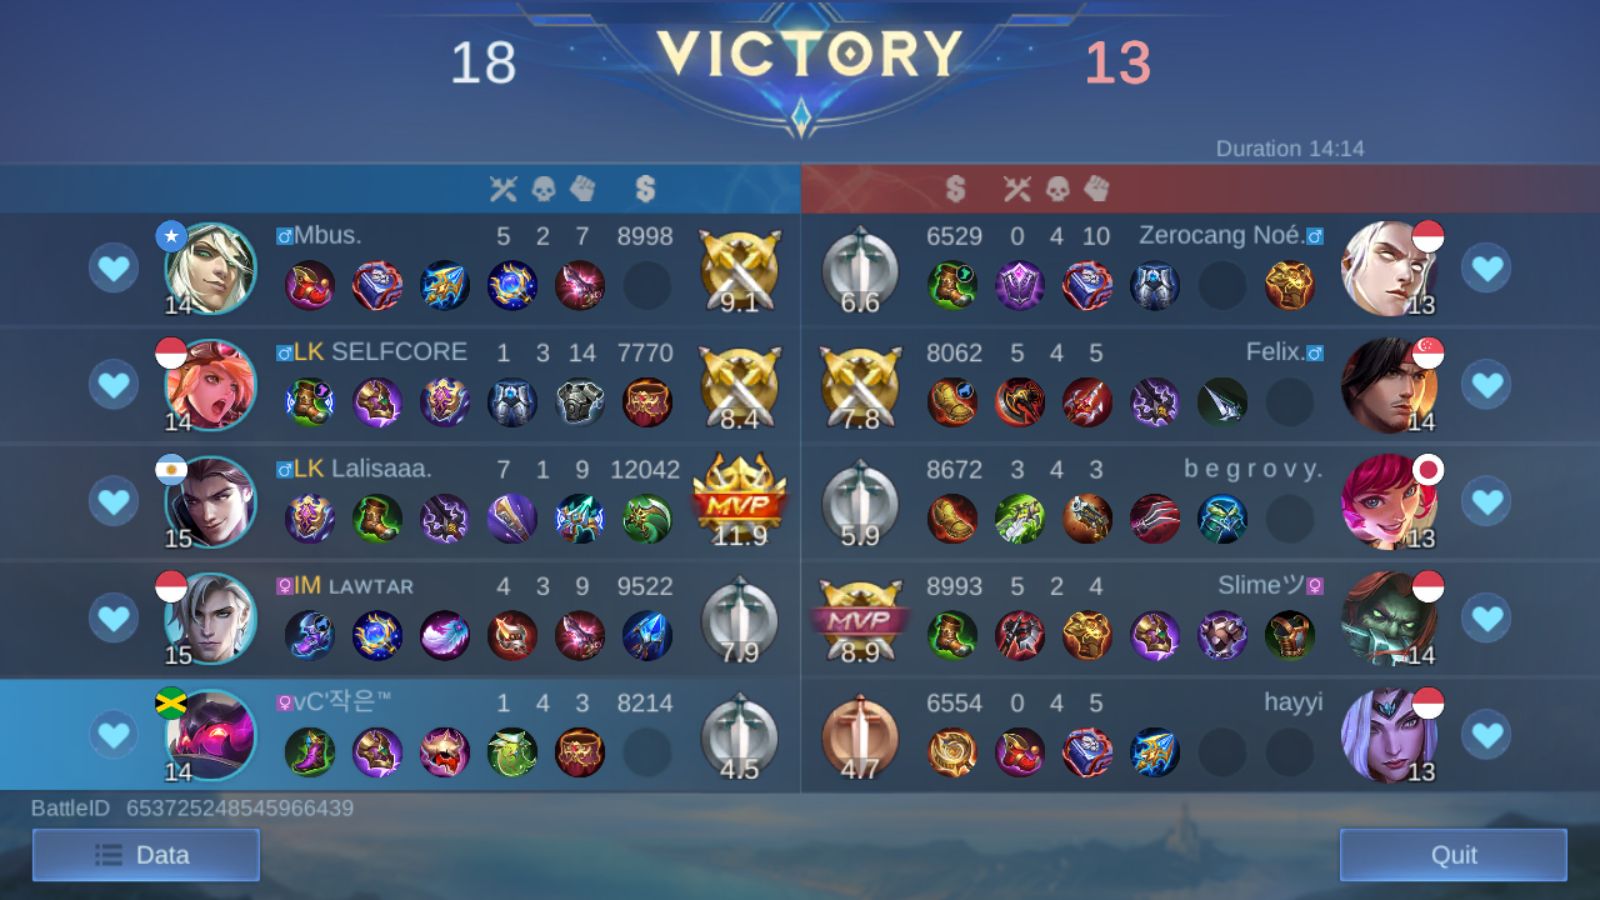 18 VICTORY 13
Duration 14:14
Mbus. 5 2 7 8998
14 9.1
6529 0 4 10 Zerocang Noé.
6.6 13
LK SELFCORE 1 3 14 7770
14 8.4
8062 5 4 5 Felix.
7.8 14
LK Lalisaaa. 7 1 9 12042
MVP
15 11.9
8672 3 4 3 b e g r o v y.
5.9 13
IM LAWTAR 4 3 9 9522
15 7.9
8993 5 2 4 Slimeツ
MVP
8.9 14
vC'작은™ 1 4 3 8214
14 4.5
6554 0 4 5 hayyi
4.7 13
BattleID 653725248545966439
Data
Quit